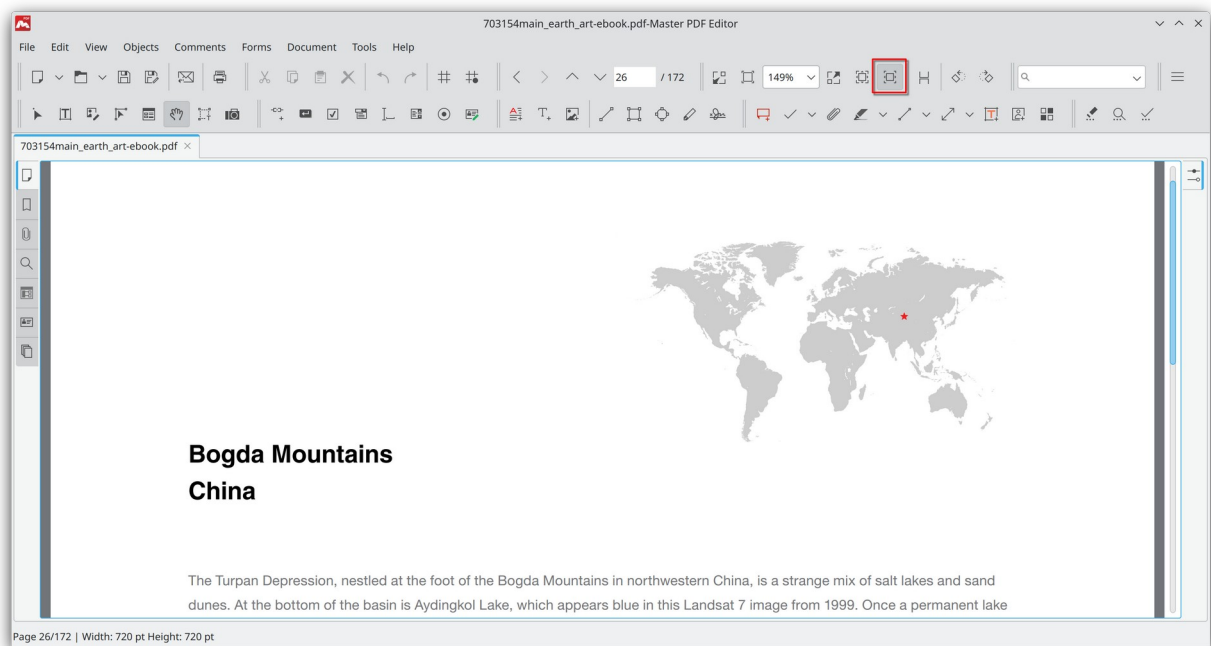 703154main_earth_art-ebook.pdf-Master PDF Editor
File Edit View Objects Comments Forms Document Tools Help
26 / 172 149%
703154main_earth_art-ebook.pdf
Bogda Mountains
China
The Turpan Depression, nestled at the foot of the Bogda Mountains in northwestern China, is a strange mix of salt lakes and sand
dunes. At the bottom of the basin is Aydingkol Lake, which appears blue in this Landsat 7 image from 1999. Once a permanent lake
Page 26/172 | Width: 720 pt Height: 720 pt